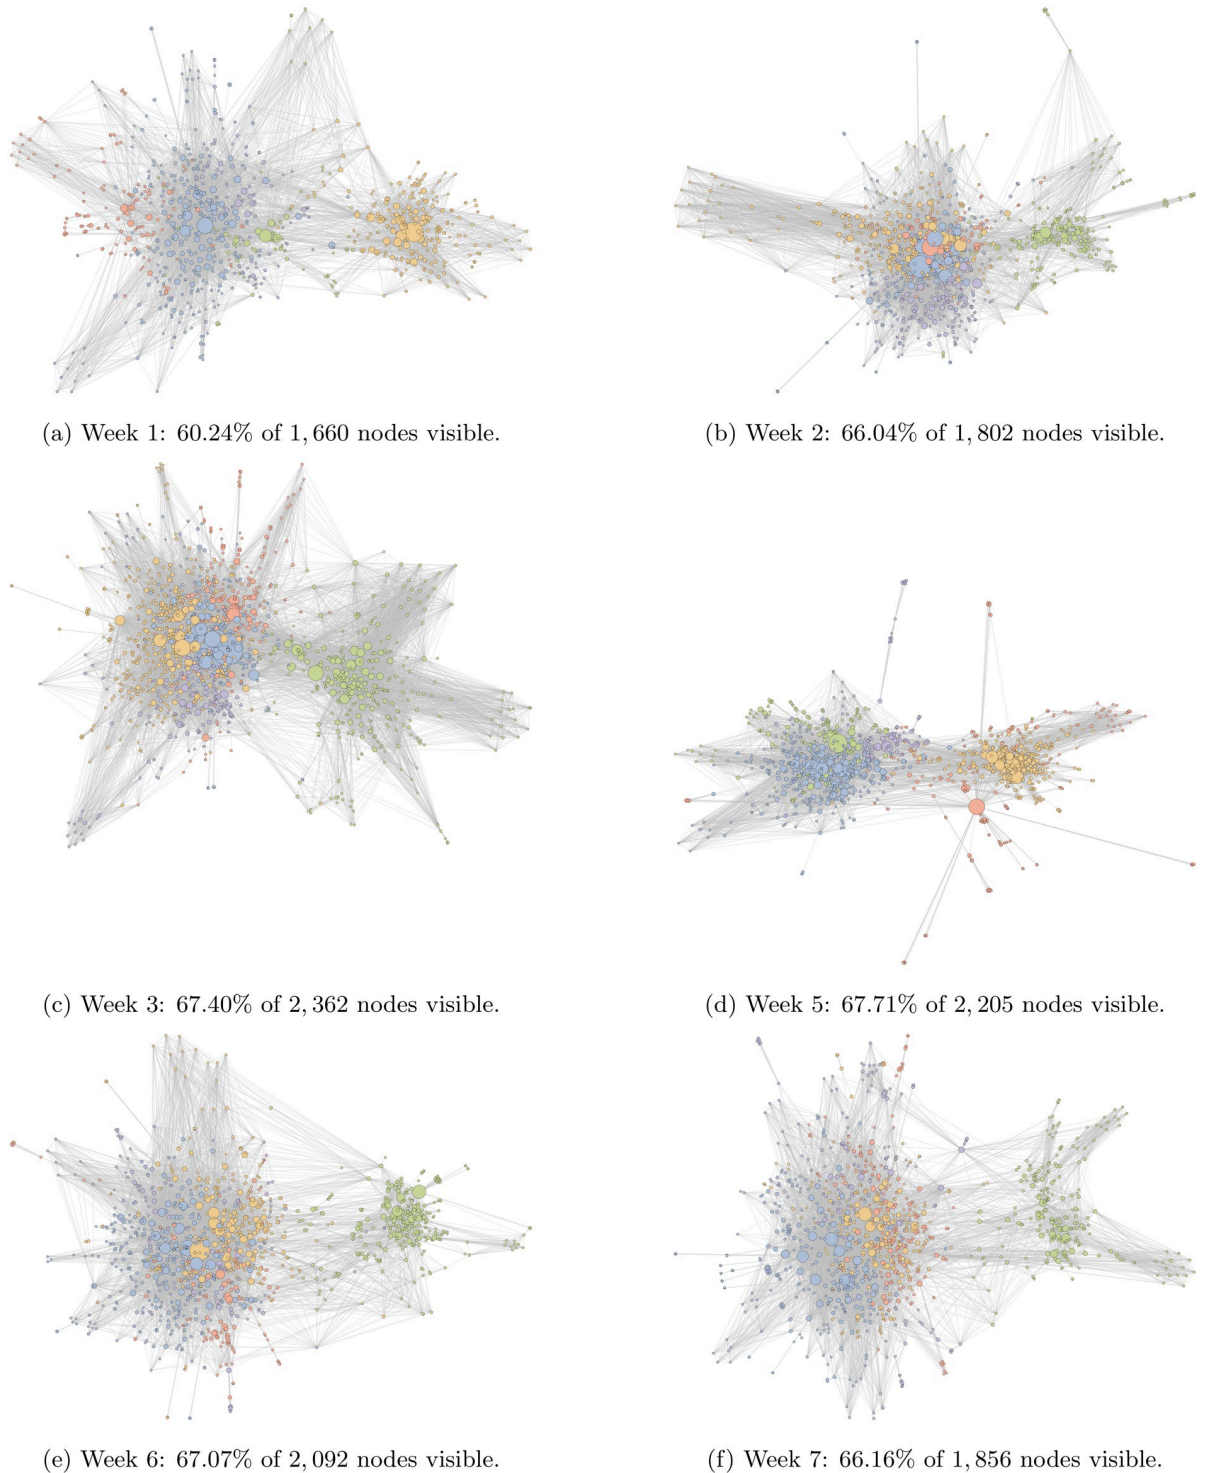 (a) Week 1: 60.24% of 1, 660 nodes visible.
(b) Week 2: 66.04% of 1, 802 nodes visible.
(c) Week 3: 67.40% of 2, 362 nodes visible.
(d) Week 5: 67.71% of 2, 205 nodes visible.
(e) Week 6: 67.07% of 2, 092 nodes visible.
(f) Week 7: 66.16% of 1, 856 nodes visible.